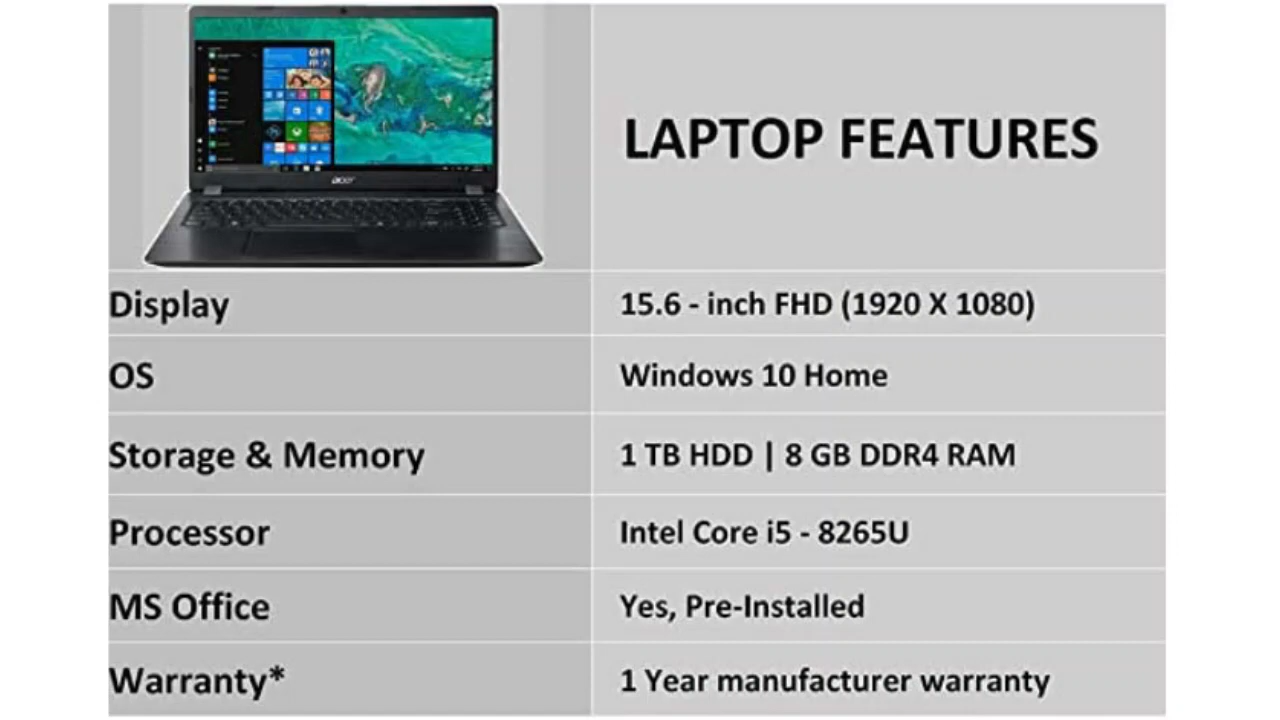 acer
LAPTOP FEATURES
Display
15.6 - inch FHD (1920 X 1080)
OS
Windows 10 Home
Storage & Memory
1 TB HDD | 8 GB DDR4 RAM
Processor
Intel Core i5 - 8265U
MS Office
Yes, Pre-Installed
Warranty*
1 Year manufacturer warranty